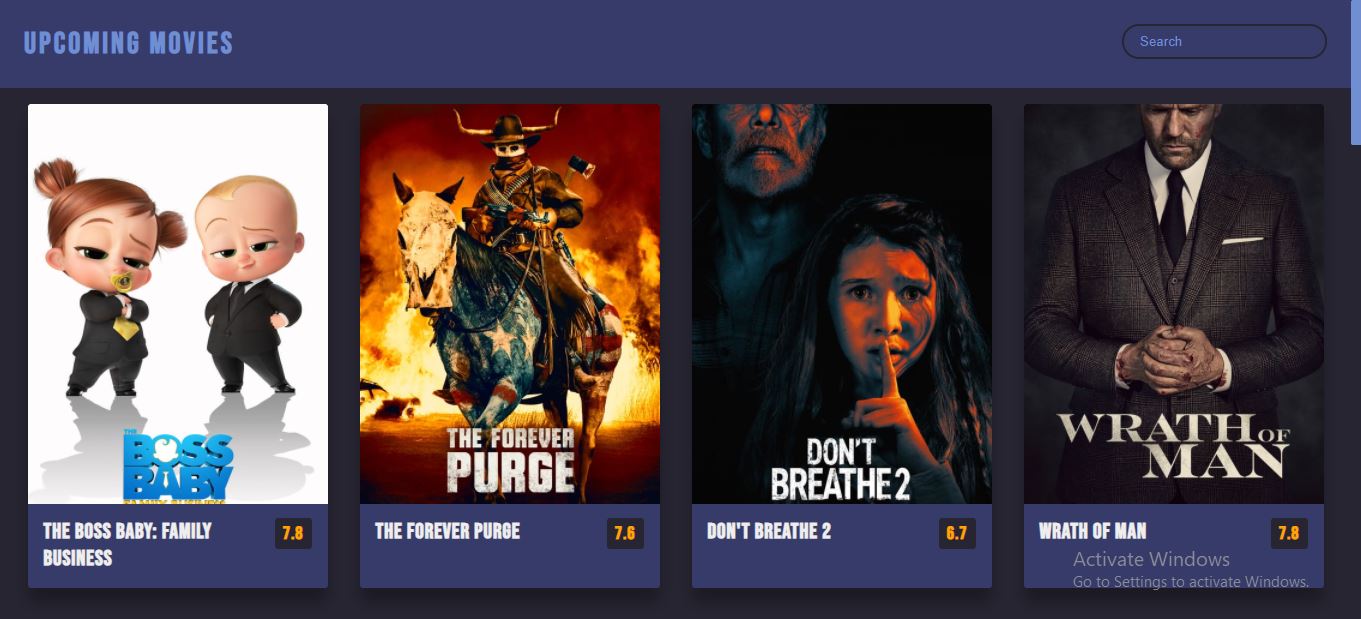 UPCOMING MOVIES
Search
THE
BOSS
BABY
FAMILY BUSINESS
THE FOREVER
PURGE
DON'T
BREATHE 2
WRATH OF
MAN
THE BOSS BABY: FAMILY
BUSINESS
7.8
THE FOREVER PURGE
7.6
DON'T BREATHE 2
6.7
WRATH OF MAN
7.8
Activate Windows
Go to Settings to activate Windows.